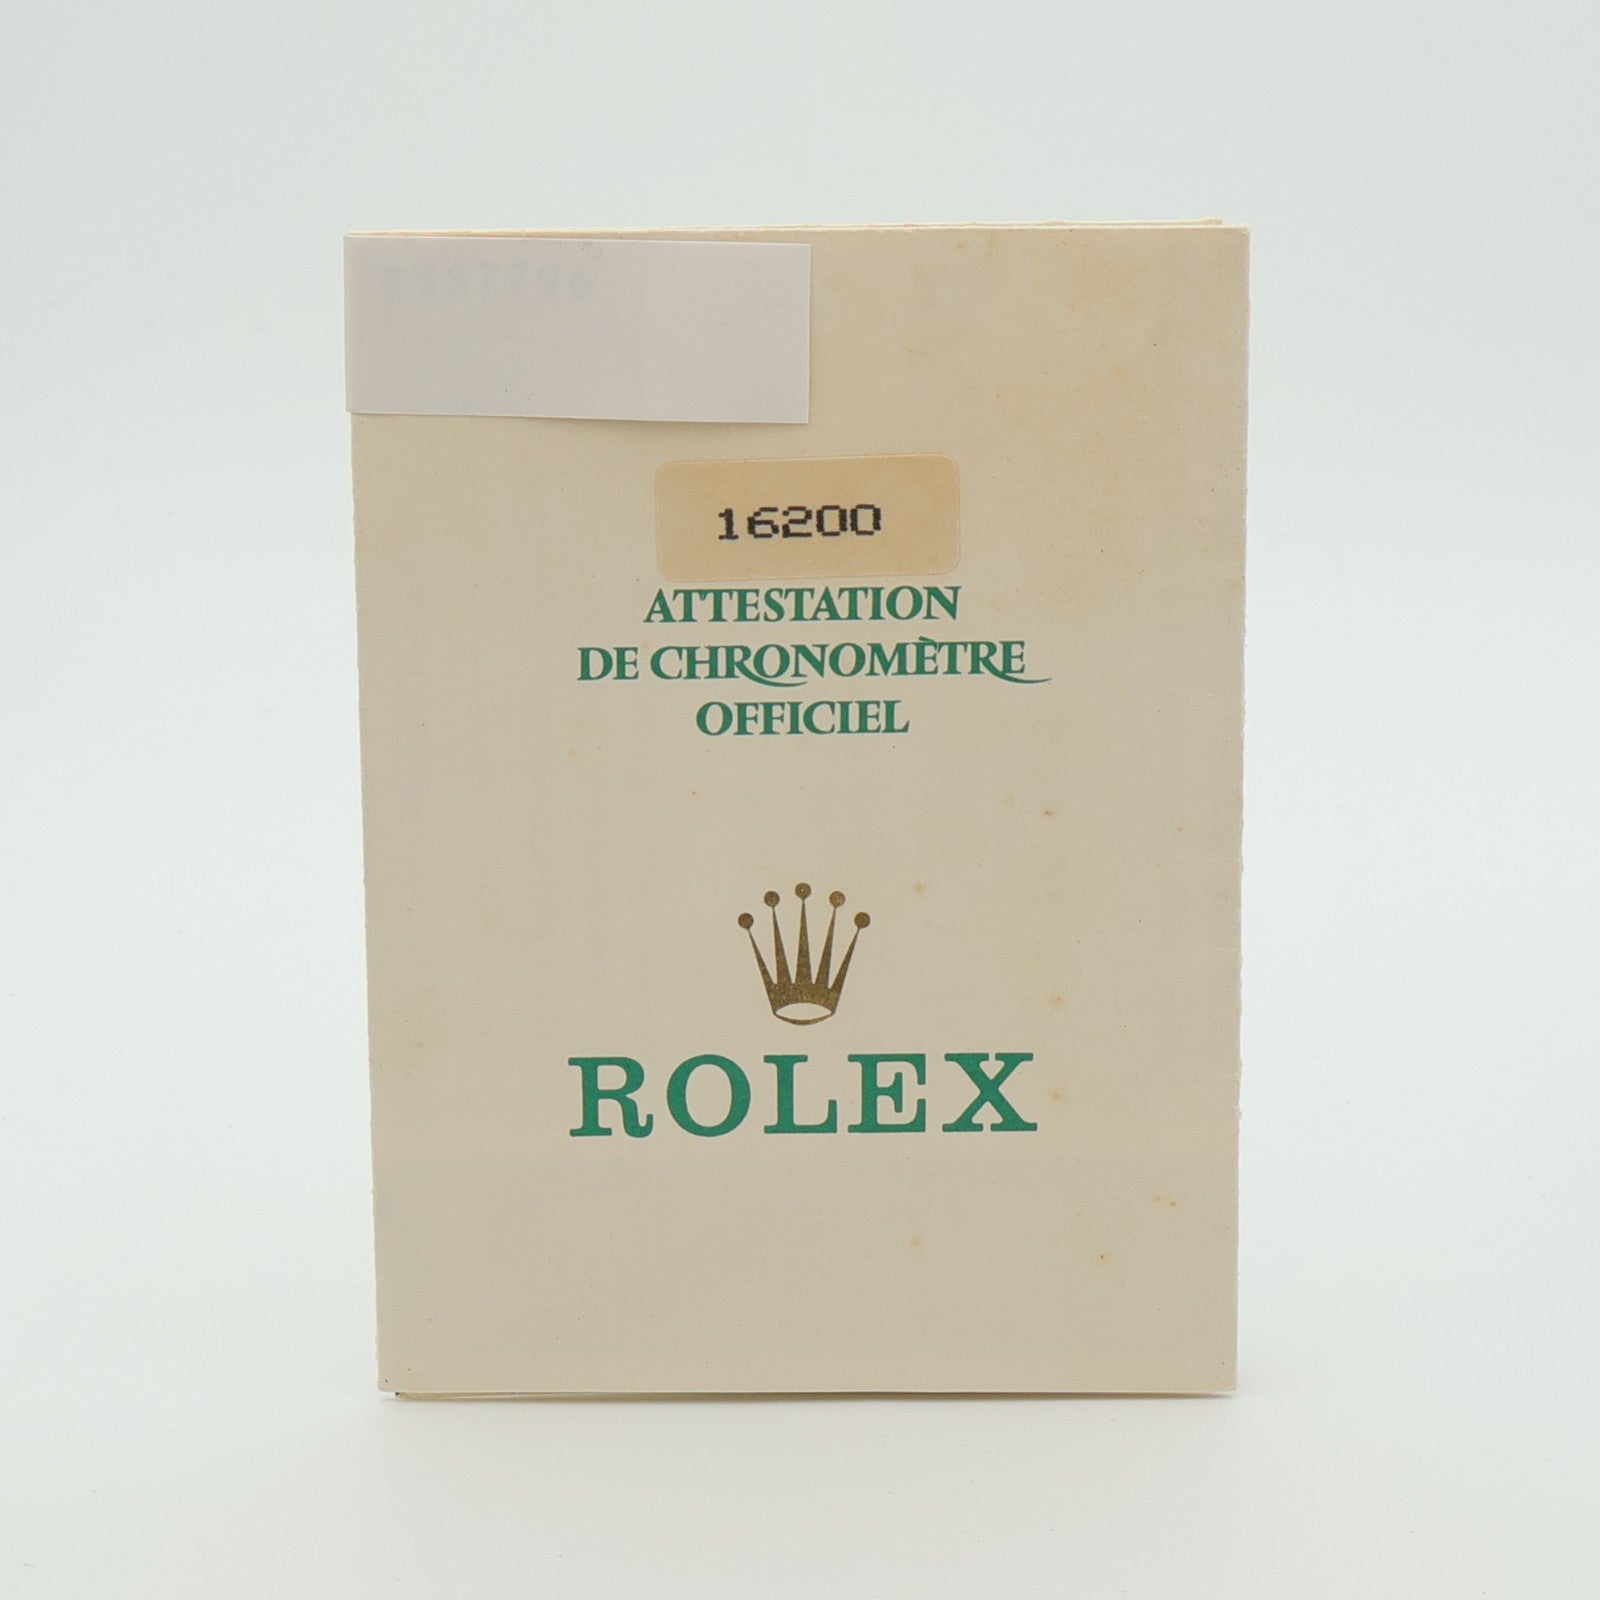 16200
ATTESTATION
DE CHRONOMÈTRE
OFFICIEL
ROLEX